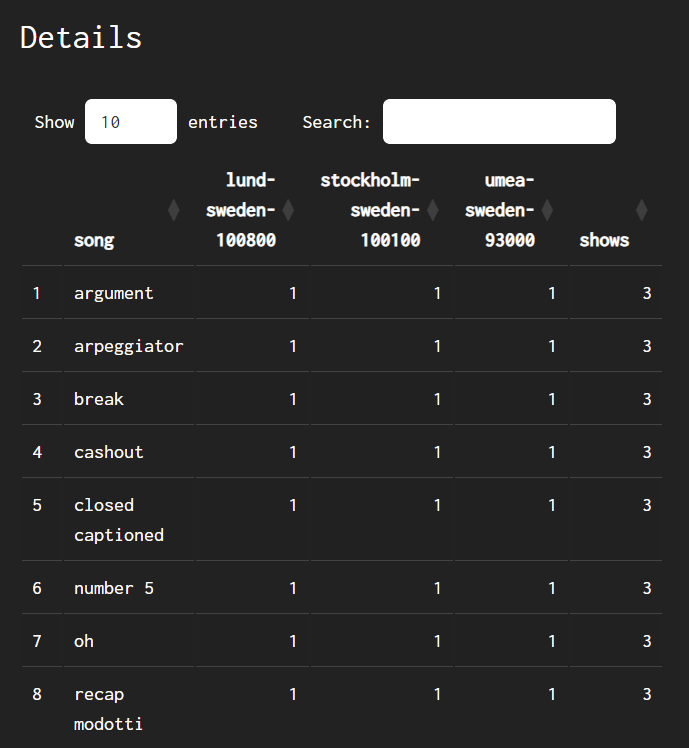 Details
Show 10 entries Search:
lund- stockholm- umea-
sweden- sweden- sweden-
song 100800 100100 93000 shows
1 argument 1 1 1 3
2 arpeggiator 1 1 1 3
3 break 1 1 1 3
4 cashout 1 1 1 3
5 closed 1 1 1 3
captioned
6 number 5 1 1 1 3
7 oh 1 1 1 3
8 recap 1 1 1 3
modotti